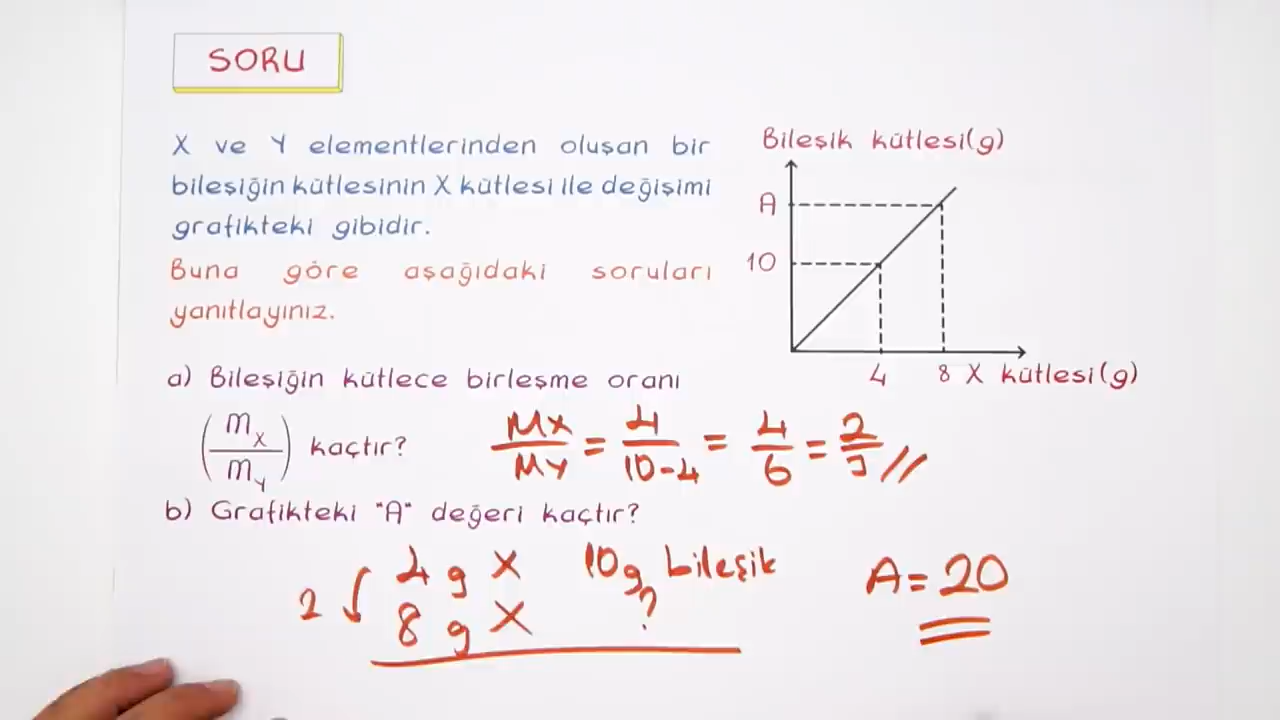 SORU
X ve Y elementlerinden oluşan bir
bileşiğin kütlesinin X kütlesi ile değişimi
grafikteki gibidir.
Buna göre aşağıdaki soruları
yanıtlayınız.
Bileşik kütlesi(g)
A
10
4 8 X kütlesi(g)
a) Bileşiğin kütlece birleşme oranı
(mX/mY) kaçtır?
MX/MY = 4/10-4 = 4/6 = 2/3 //
b) Grafikteki "A" değeri kaçtır?
4 g X 10g bileşik
2
8 g X ?
A = 20